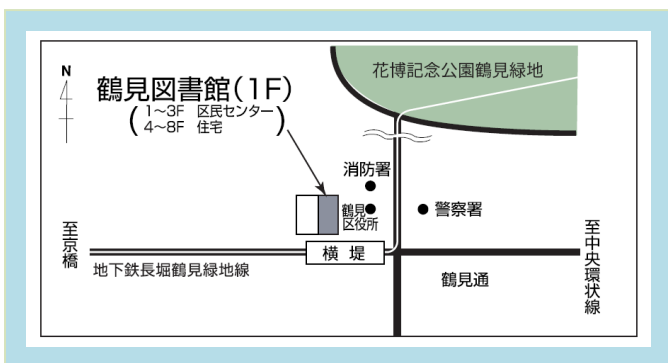 花博記念公園鶴見緑地
N
鶴見図書館(1F)
(1~3F 区民センター
4~8F 住宅)
消防署
鶴見
区役所
警察署
至京橋
横堤
至中央環状線
地下鉄長堀鶴見緑地線
鶴見通